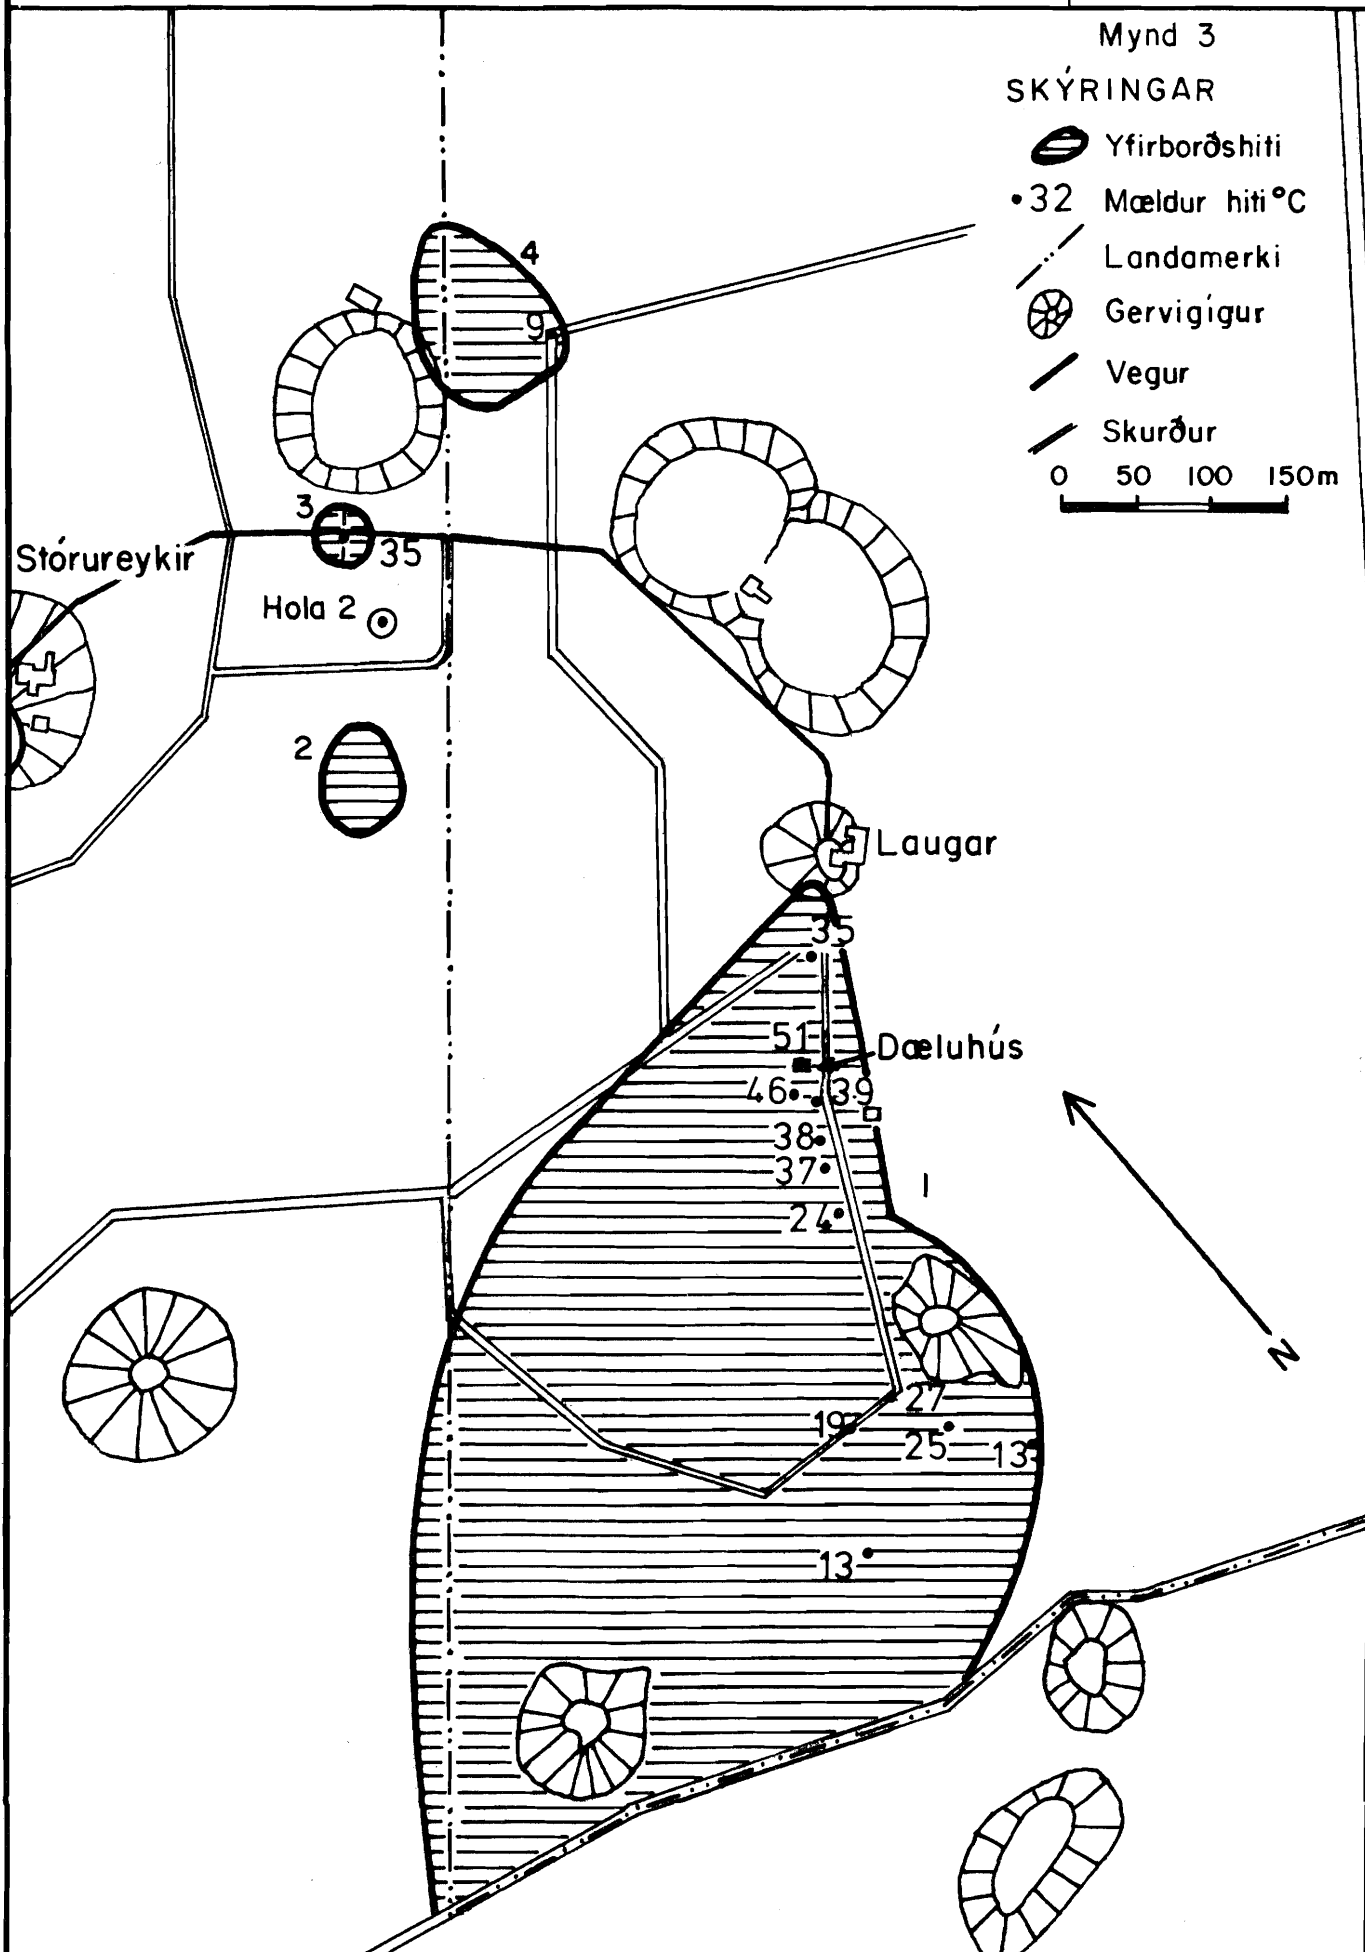 Mynd 3
SKÝRINGAR
Yfirborðshiti
•32 Mældur hiti °C
Landamerki
Gervigígur
Vegur
Skurður
0 50 100 150m
4
9
3
35
Stórureykir
Hola 2
2
Laugar
35
51
Dæluhús
46
39
38
37
1
24
27
19
25
13
13
N